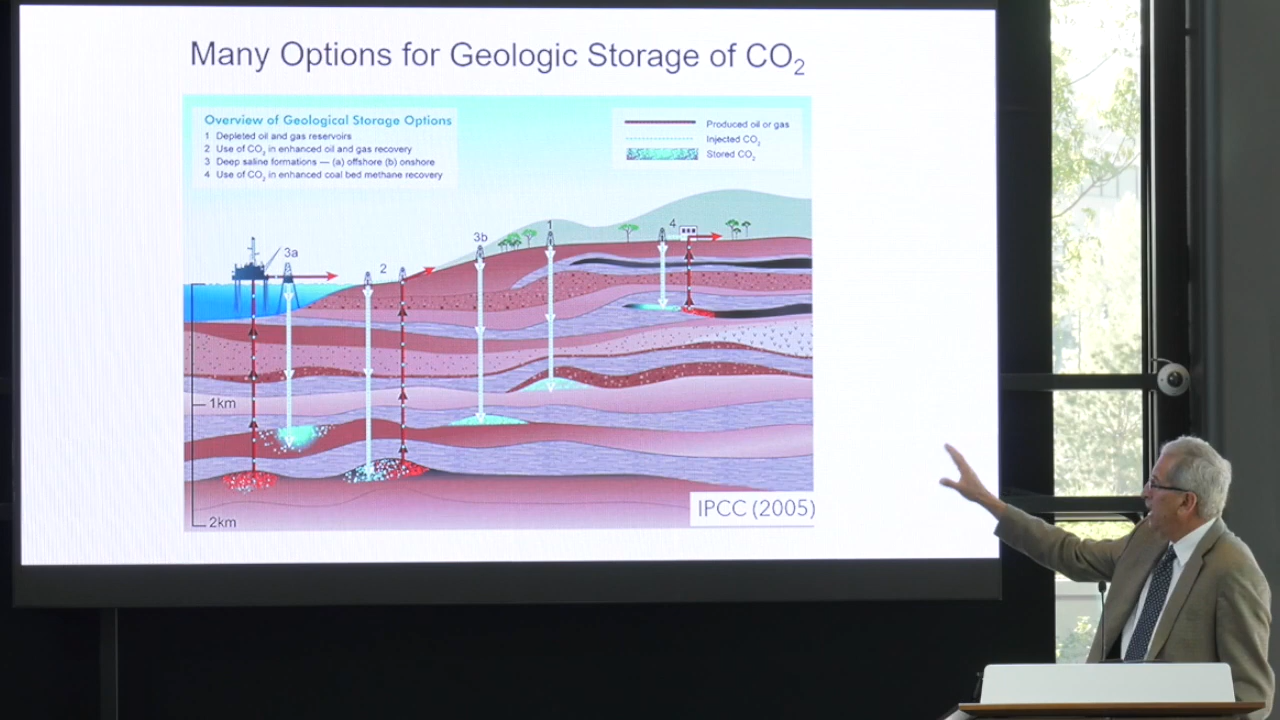 Many Options for Geologic Storage of CO₂
Overview of Geological Storage Options
1 Depleted oil and gas reservoirs
2 Use of CO₂ in enhanced oil and gas recovery
3 Deep saline formations — (a) offshore (b) onshore
4 Use of CO₂ in enhanced coal bed methane recovery
Produced oil or gas
Injected CO₂
Stored CO₂
4
1
3b
3a
2
1km
2km
IPCC (2005)